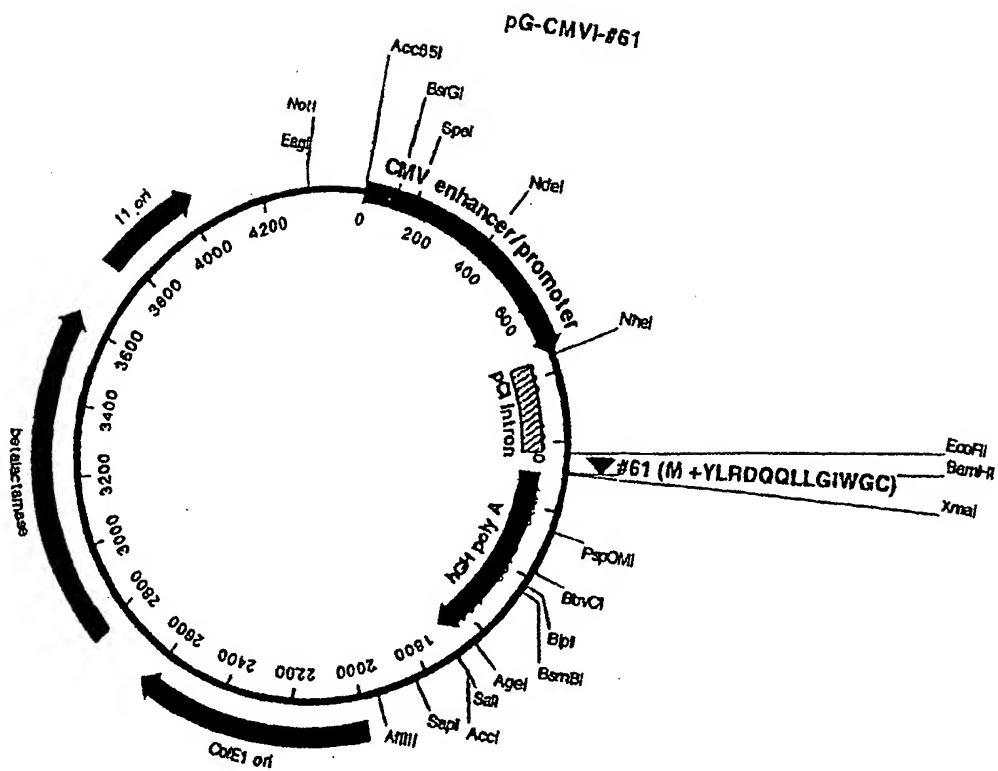 pG-CMVI-#61
Acc65I
BsrGI
SpeI
NotI
EagI
CMV enhancer/promoter
NdeI
f1 ori
0
200
400
600
4200
4000
3800
3600
3400
3200
3000
2800
2600
2400
2200
2000
1800
NheI
pCI Intron
0
EcoRI
#61 (M +YLRDQQLLGIWGC)
BamHI
XmaI
betalactamase
hGH poly A
PspOMI
BbvCI
BlpI
BsmBI
AgeI
SalI
AccI
SapI
AflIII
ColE1 ori